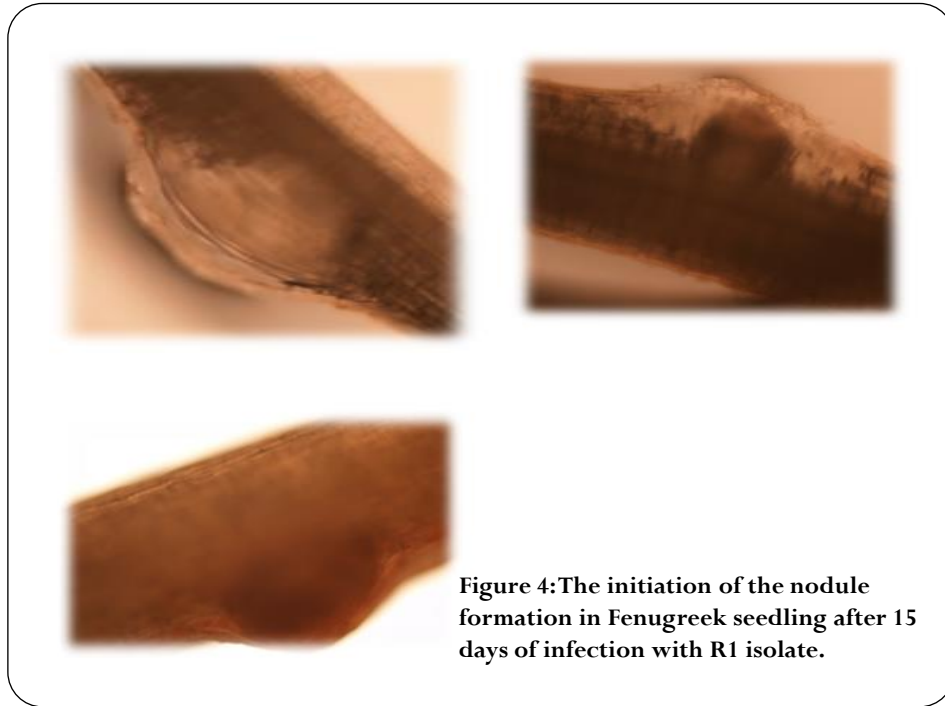 Figure 4:The initiation of the nodule
formation in Fenugreek seedling after 15
days of infection with R1 isolate.